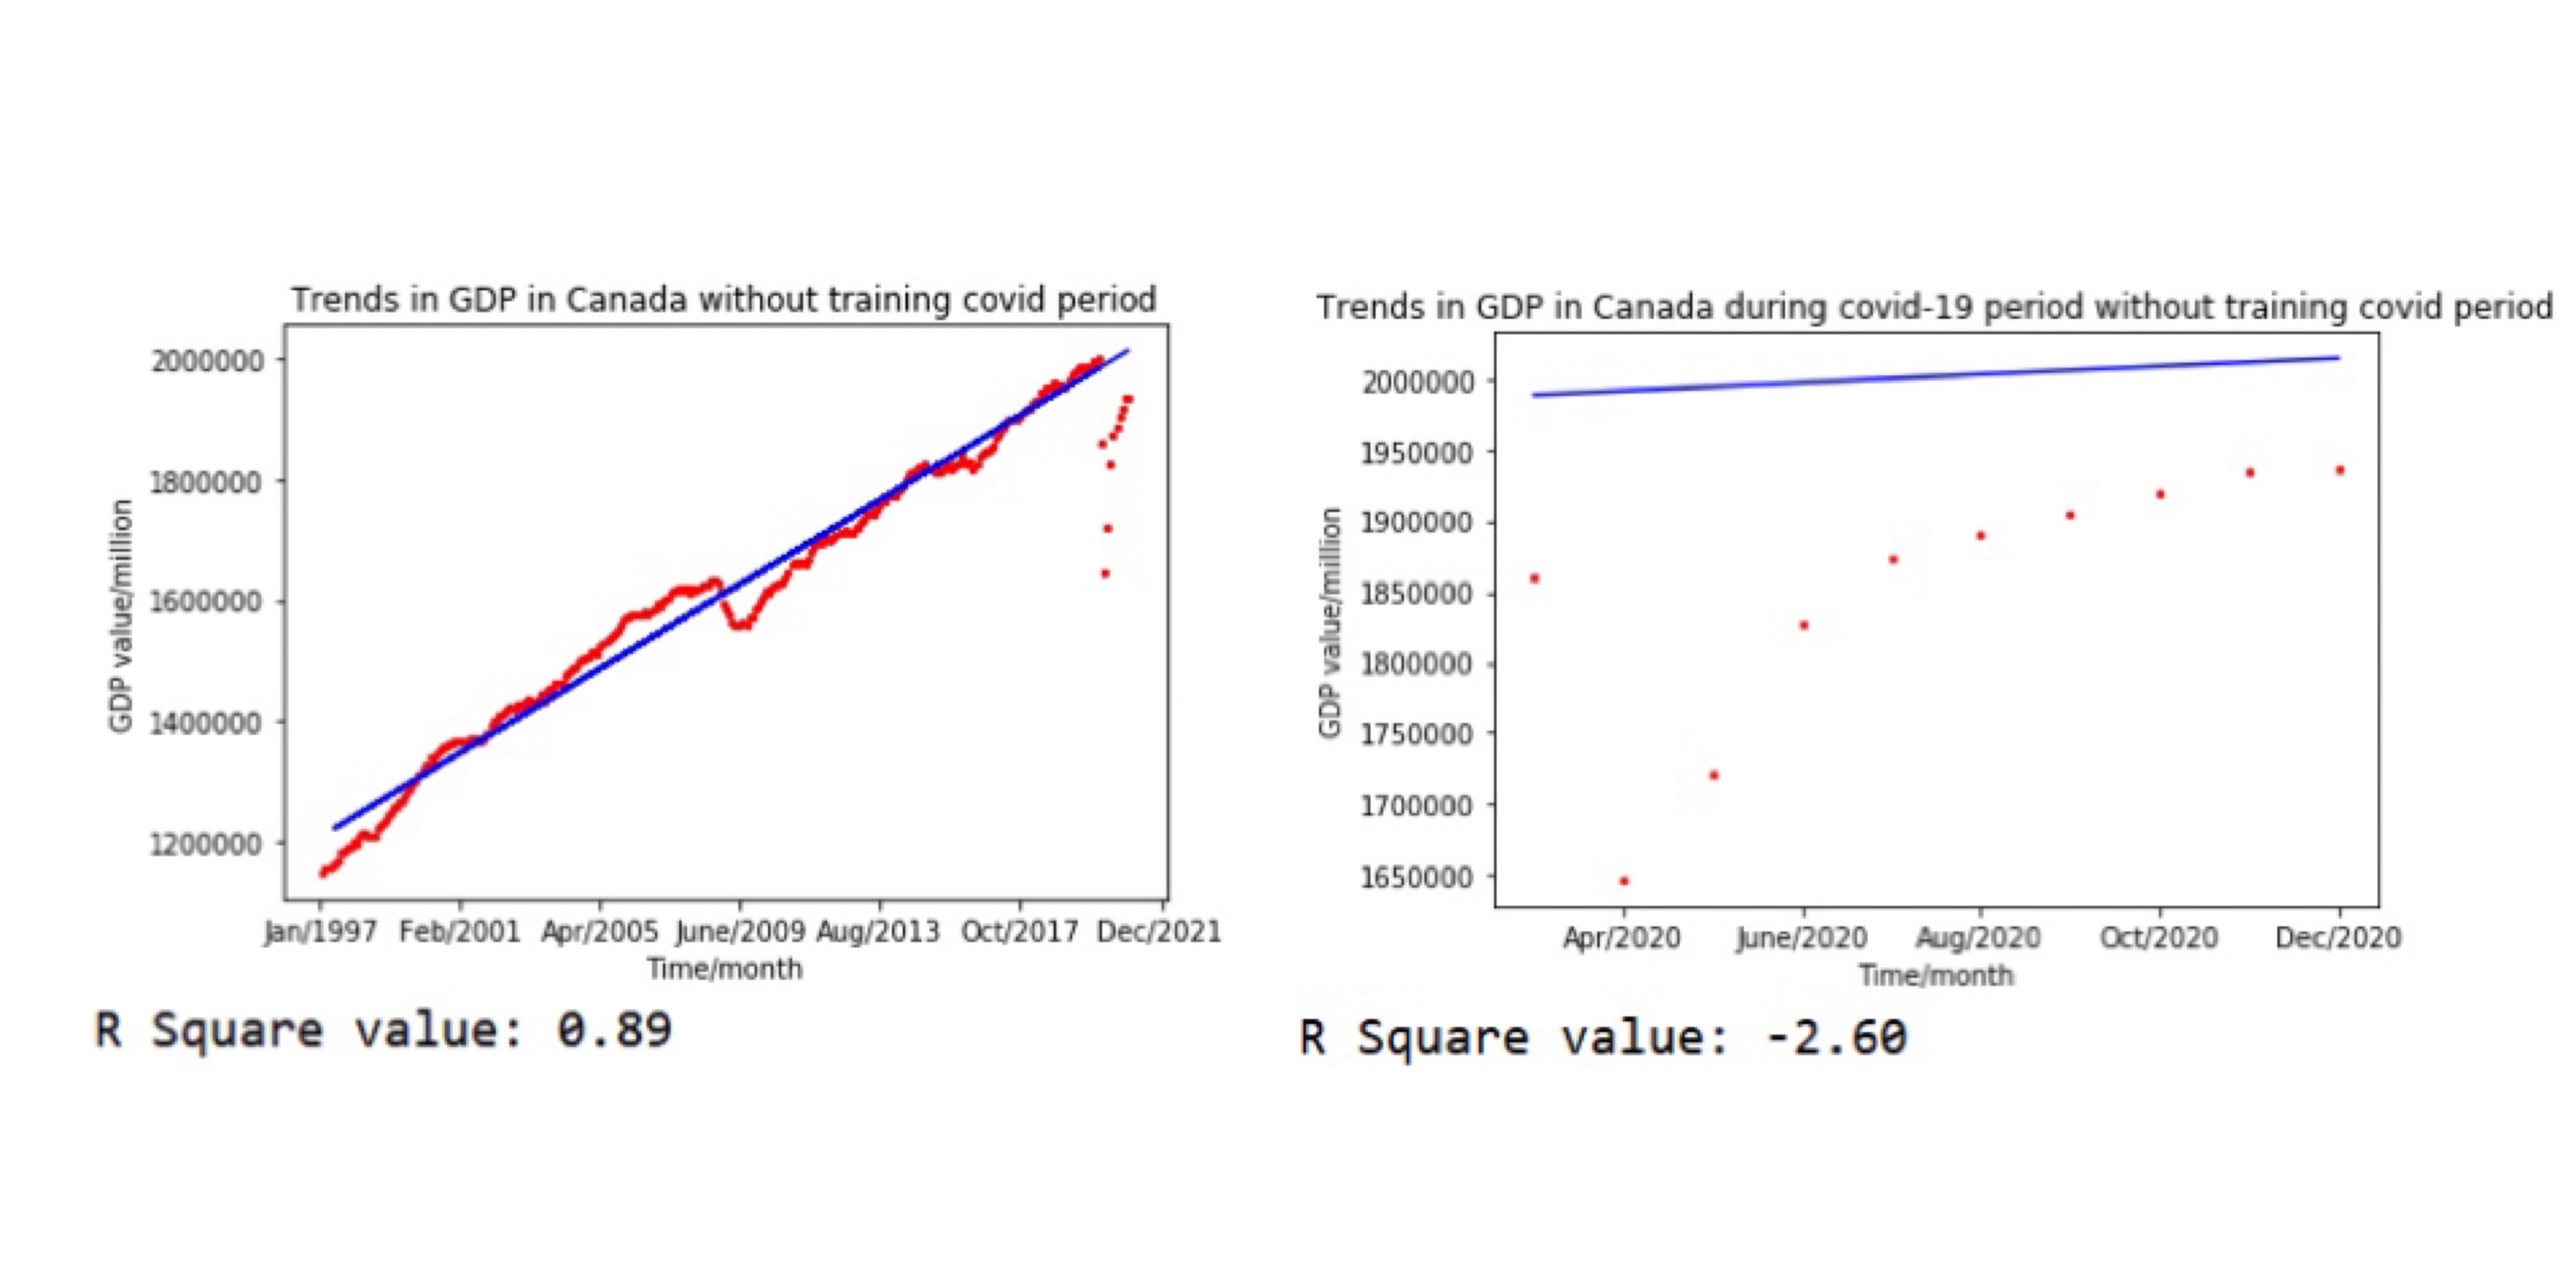 Trends in GDP in Canada without training covid period
2000000
1800000
1600000
1400000
1200000
GDP value/million
Jan/1997 Feb/2001 Apr/2005 June/2009 Aug/2013 Oct/2017 Dec/2021
Time/month
R Square value: 0.89
Trends in GDP in Canada during covid-19 period without training covid period
2000000
1950000
1900000
1850000
1800000
1750000
1700000
1650000
GDP value/million
Apr/2020 June/2020 Aug/2020 Oct/2020 Dec/2020
Time/month
R Square value: -2.60